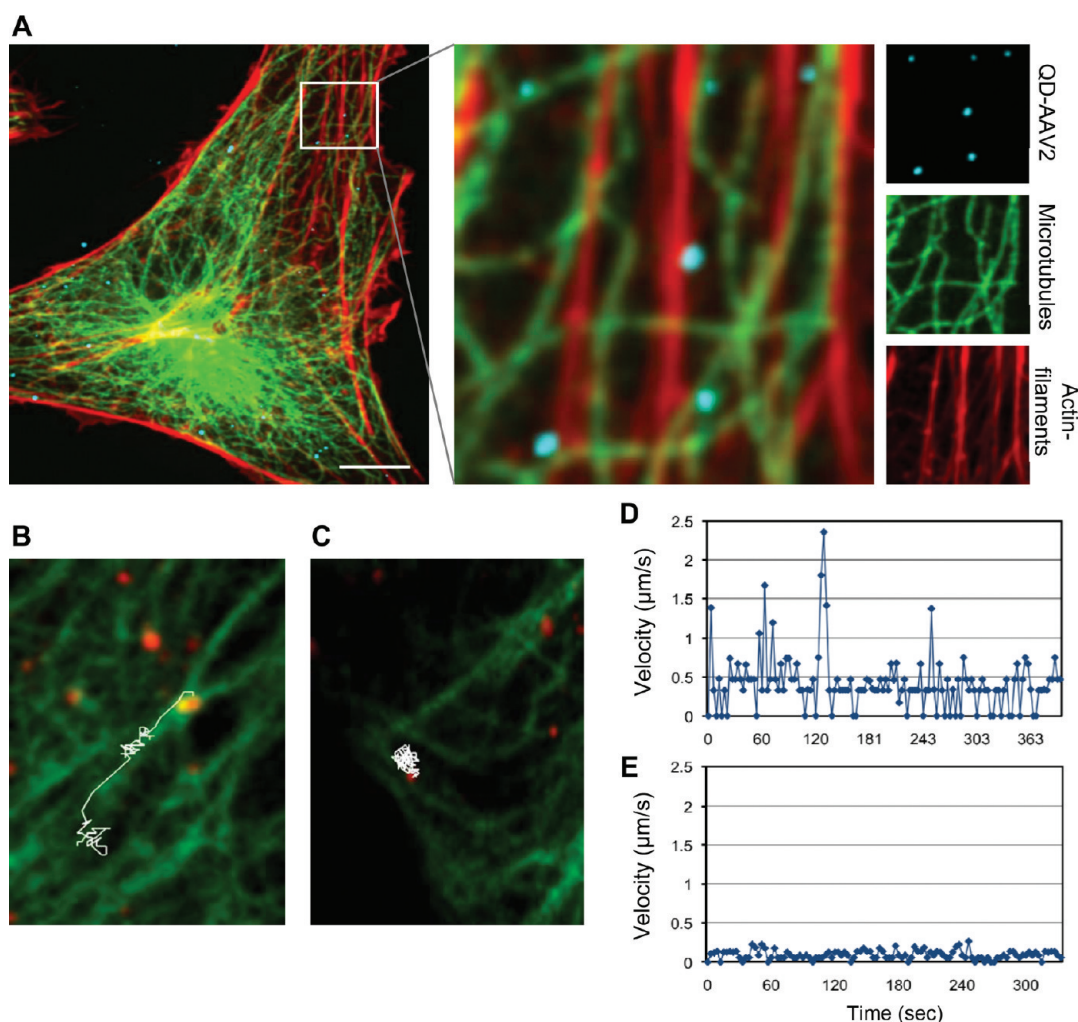 A
QD-AAV2
Microtubules
Actin-
filaments
B
C
D
Velocity (µm/s)
2.5
2
1.5
1
0.5
0
0 60 120 181 243 303 363
E
Velocity (µm/s)
2.5
2
1.5
1
0.5
0
0 60 120 180 240 300
Time (sec)